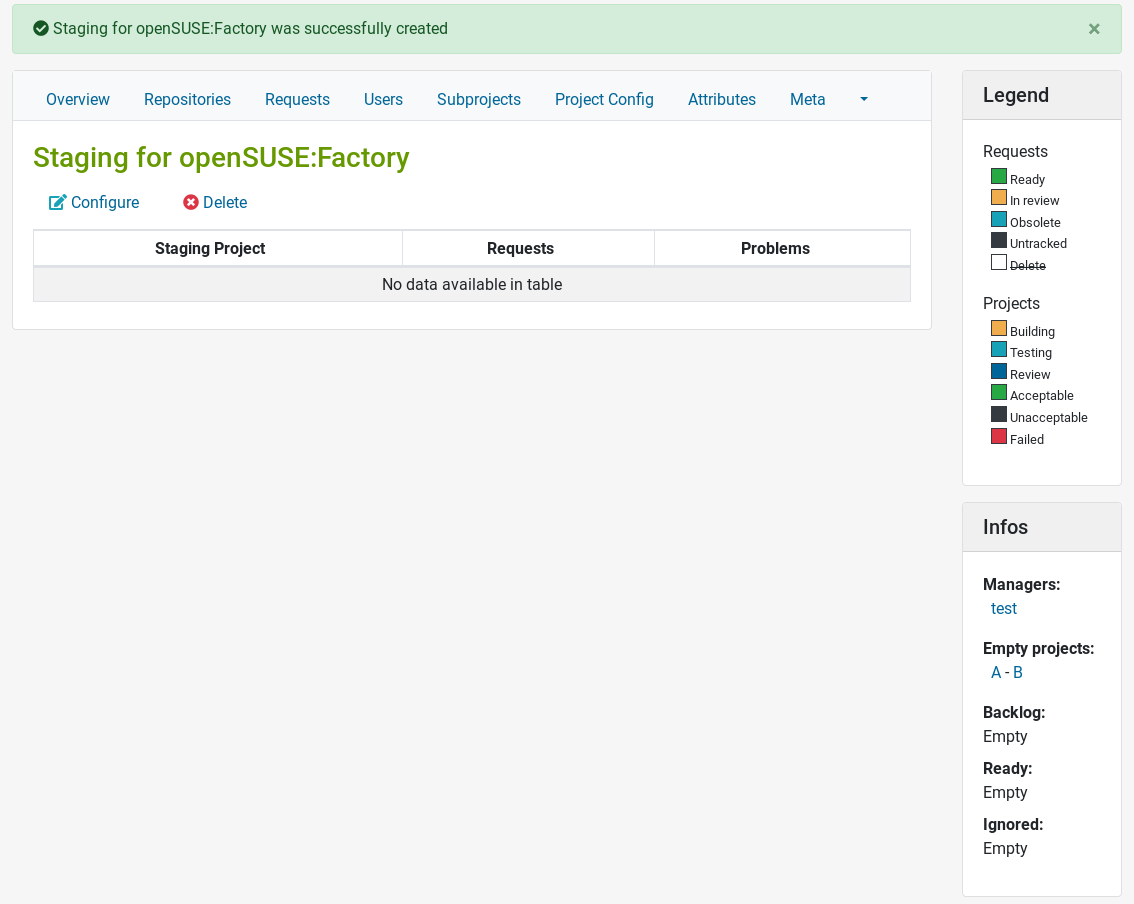 Staging for openSUSE:Factory was successfully created ×
Overview Repositories Requests Users Subprojects Project Config Attributes Meta
Staging for openSUSE:Factory
Configure Delete
Staging Project Requests Problems
No data available in table
Legend
Requests
Ready
In review
Obsolete
Untracked
Delete
Projects
Building
Testing
Review
Acceptable
Unacceptable
Failed
Infos
Managers:
test
Empty projects:
A - B
Backlog:
Empty
Ready:
Empty
Ignored:
Empty